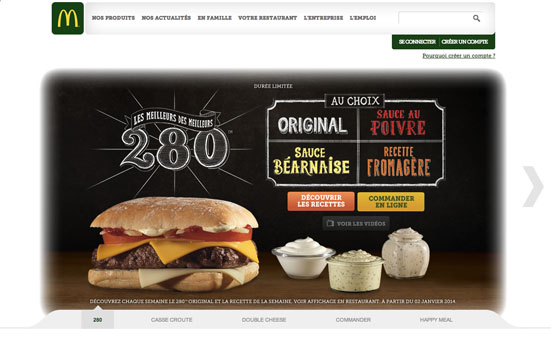 NOS PRODUITS NOS ACTUALITÉS EN FAMILLE VOTRE RESTAURANT L'ENTREPRISE L'EMPLOI
SE CONNECTER CRÉER UN COMPTE
Pourquoi créer un compte ?
DURÉE LIMITÉE
LES MEILLEURS DES MEILLEURS
280™
AU CHOIX
ORIGINAL
SAUCE AU
POIVRE
SAUCE
BÉARNAISE
RECETTE
FROMAGÈRE
DÉCOUVRIR
LES RECETTES
COMMANDER
EN LIGNE
VOIR LES VIDÉOS
DÉCOUVREZ CHAQUE SEMAINE LE 280™ ORIGINAL ET LA RECETTE DE LA SEMAINE. VOIR AFFICHAGE EN RESTAURANT. À PARTIR DU 02 JANVIER 2014.
280 CASSE CROUTE DOUBLE CHEESE COMMANDER HAPPY MEAL